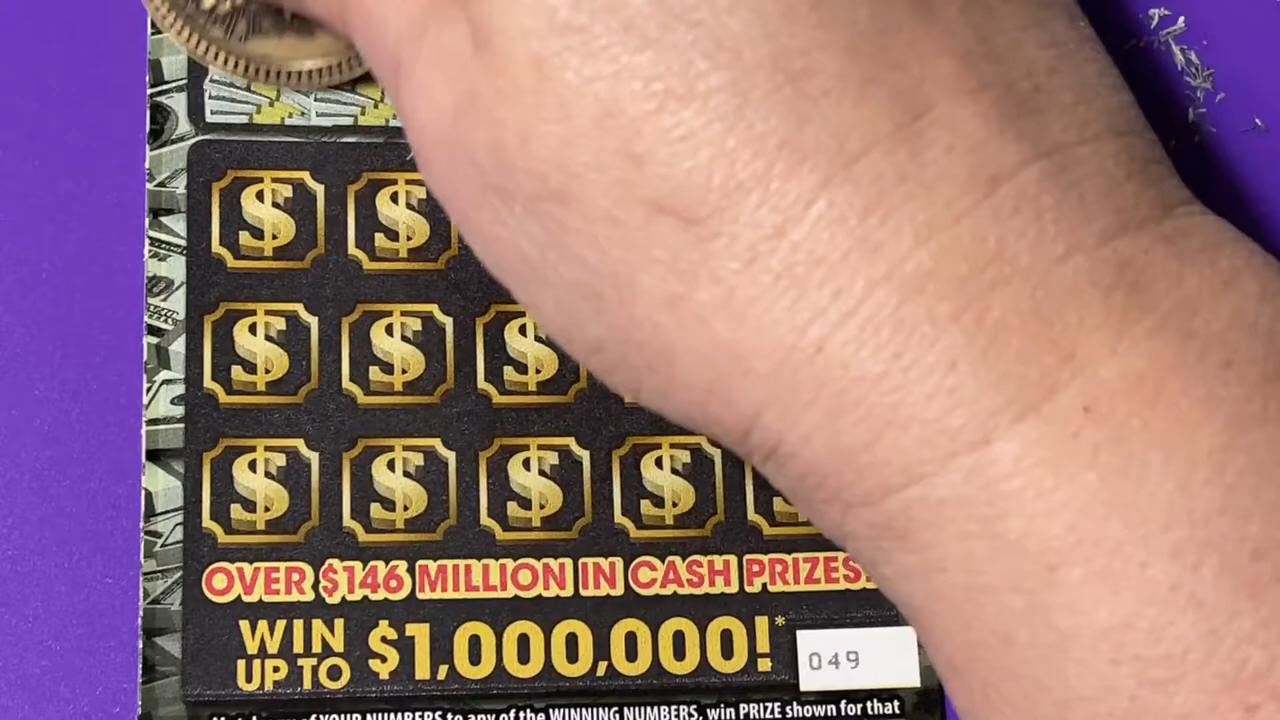 $ $
$ $ $
$ $ $ $ $
OVER $146 MILLION IN CASH PRIZES!
WIN UP TO $1,000,000!*
049
of YOUR NUMBERS to any of the WINNING NUMBERS, win PRIZE shown for that